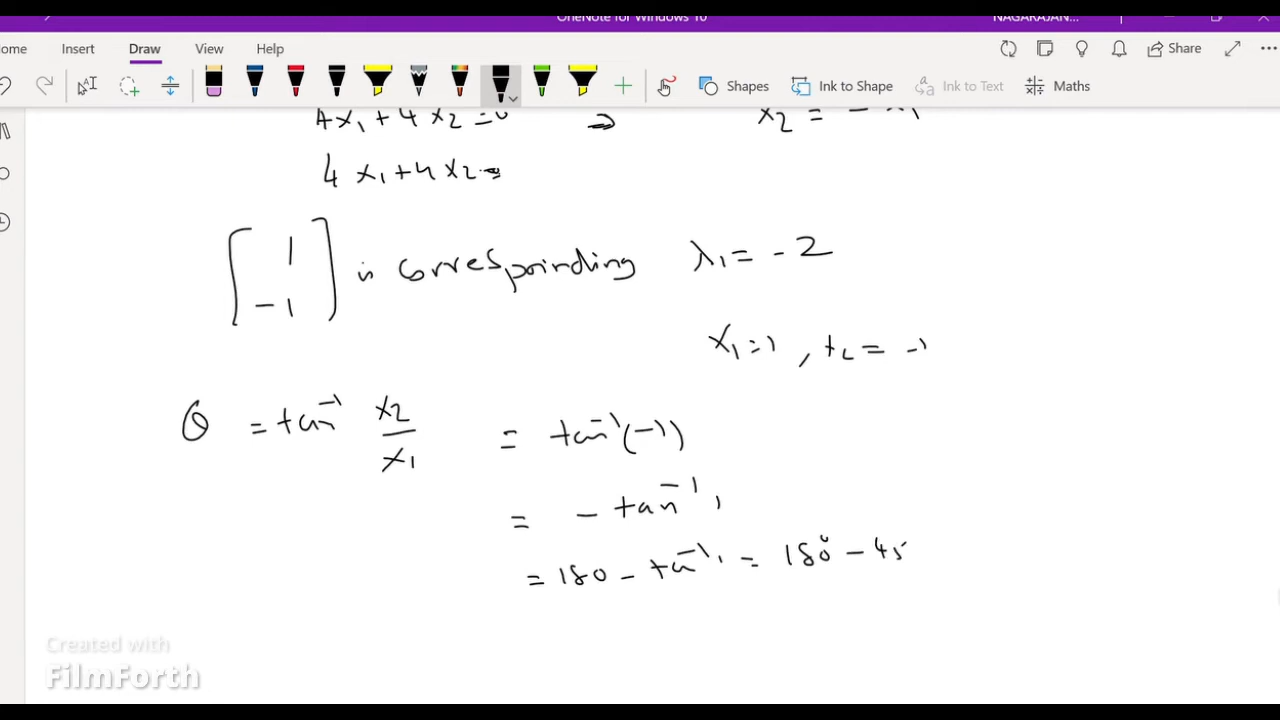 OneNote for Windows 10 NAGARAJAN...
ome Insert Draw View Help Share
Shapes Ink to Shape Ink to Text Maths
4x₁ + 4x₂ = 0 ⇒ x₂ = - x₁
4x₁ + 4x₂ =
[1 -1] is corresponding λ₁ = -2
x₁ = 1, x₂ = -1
θ = tan⁻¹ x₂/x₁ = tan⁻¹(-1)
= - tan⁻¹ 1
= 180 - tan⁻¹ 1 = 180° - 45
Created with
FilmForth